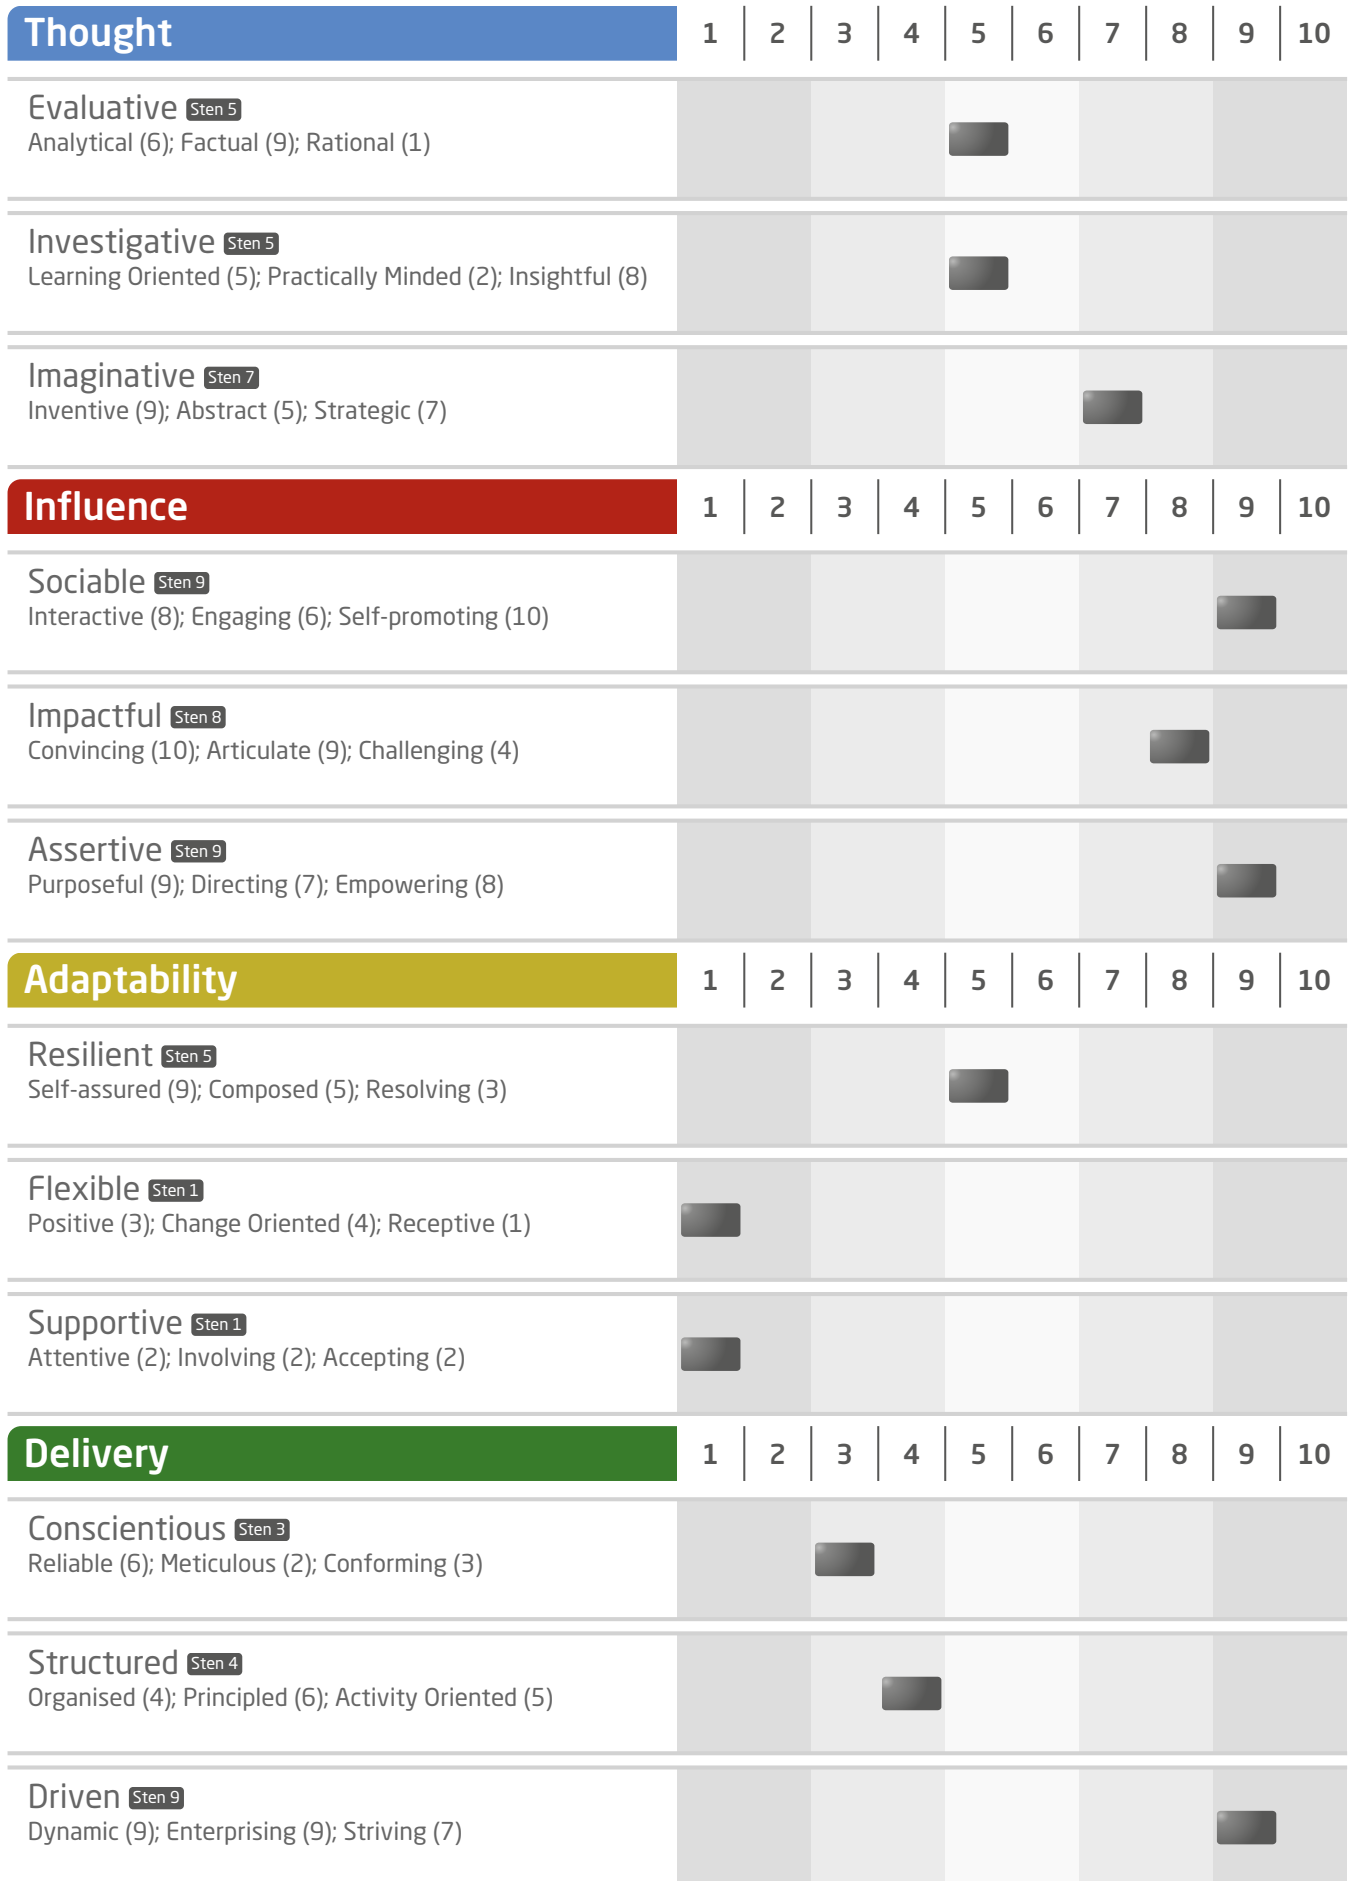 Thought 1 2 3 4 5 6 7 8 9 10
Evaluative Sten 5
Analytical (6); Factual (9); Rational (1)
Investigative Sten 5
Learning Oriented (5); Practically Minded (2); Insightful (8)
Imaginative Sten 7
Inventive (9); Abstract (5); Strategic (7)
Influence 1 2 3 4 5 6 7 8 9 10
Sociable Sten 9
Interactive (8); Engaging (6); Self-promoting (10)
Impactful Sten 8
Convincing (10); Articulate (9); Challenging (4)
Assertive Sten 9
Purposeful (9); Directing (7); Empowering (8)
Adaptability 1 2 3 4 5 6 7 8 9 10
Resilient Sten 5
Self-assured (9); Composed (5); Resolving (3)
Flexible Sten 1
Positive (3); Change Oriented (4); Receptive (1)
Supportive Sten 1
Attentive (2); Involving (2); Accepting (2)
Delivery 1 2 3 4 5 6 7 8 9 10
Conscientious Sten 3
Reliable (6); Meticulous (2); Conforming (3)
Structured Sten 4
Organised (4); Principled (6); Activity Oriented (5)
Driven Sten 9
Dynamic (9); Enterprising (9); Striving (7)